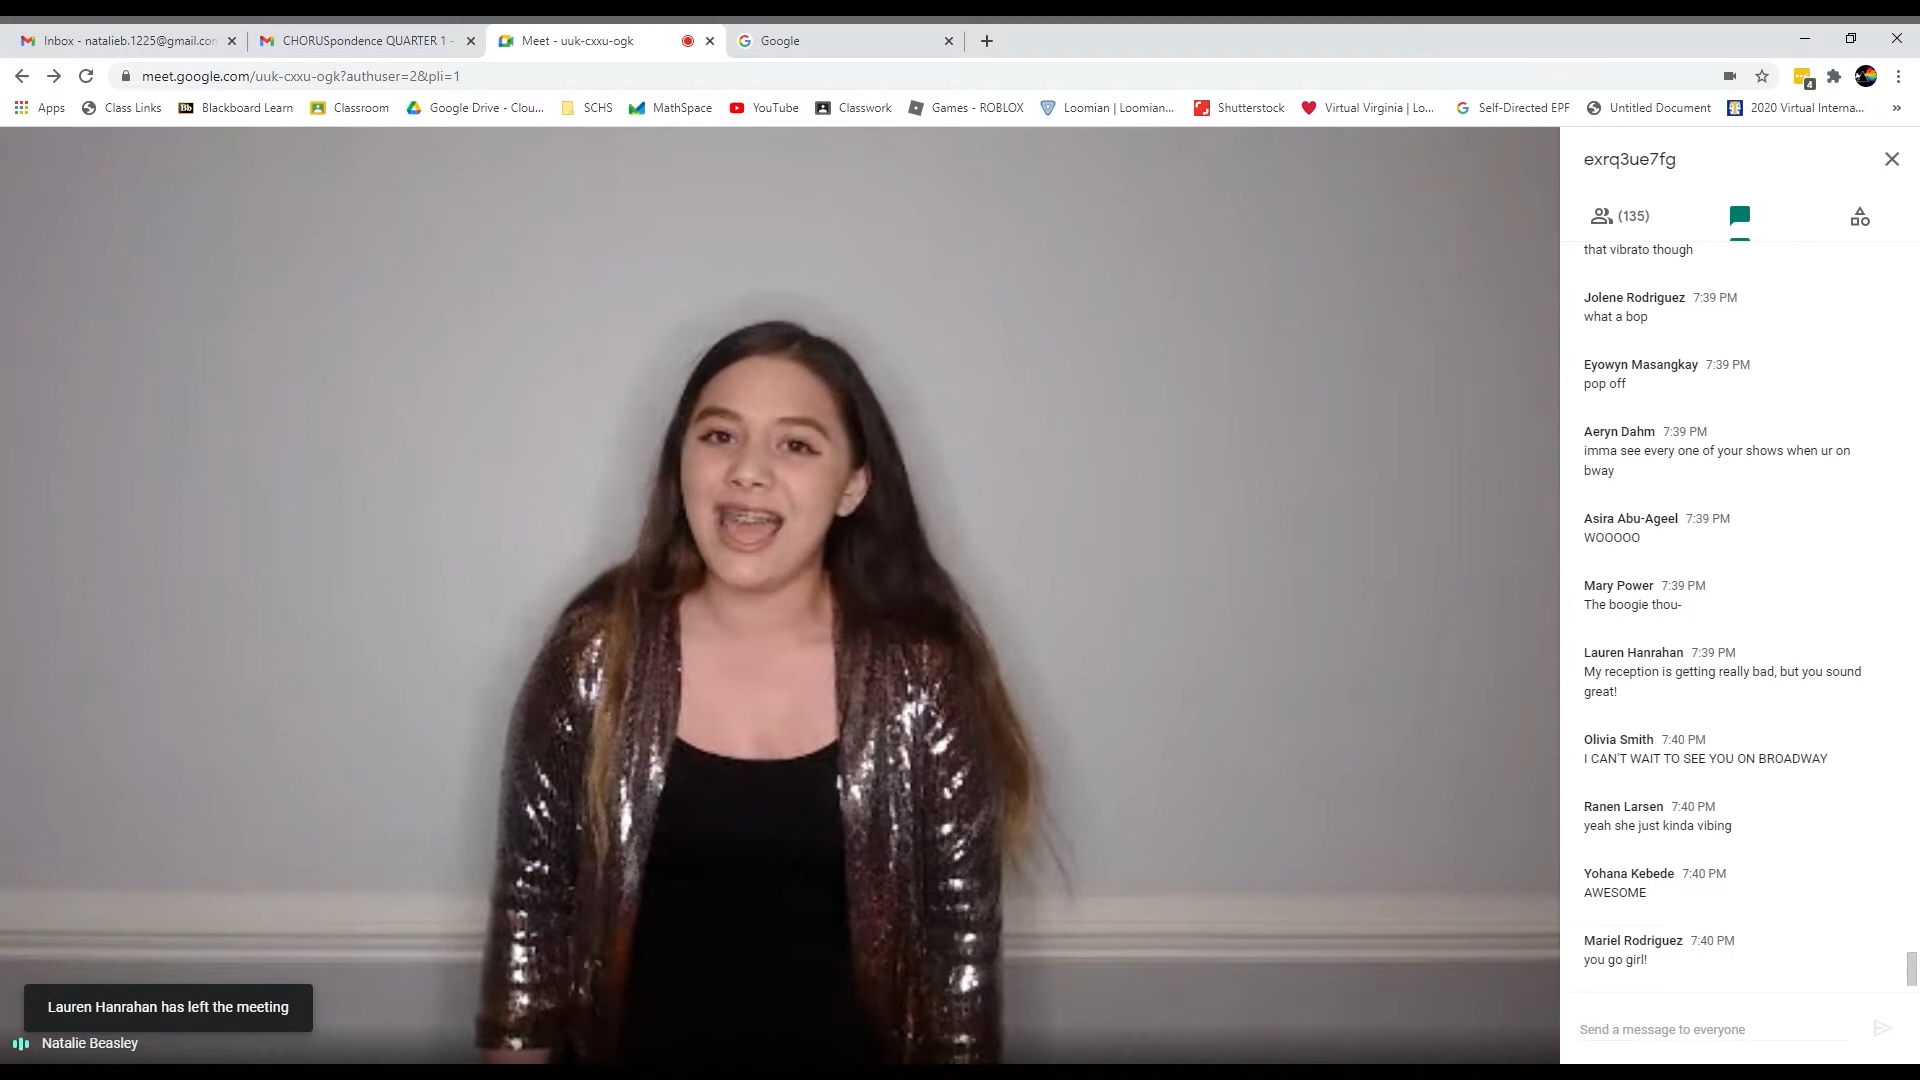 Inbox - natalieb.1225@gmail.con
CHORUSpondence QUARTER 1 -
Meet - uuk-cxxu-ogk
Google
meet.google.com/uuk-cxxu-ogk?authuser=2&pli=1
4
Apps
Class Links
Bb
Blackboard Learn
Classroom
Google Drive - Clou...
SCHS
MathSpace
YouTube
Classwork
Games - ROBLOX
Loomian | Loomian...
Shutterstock
Virtual Virginia | Lo...
Self-Directed EPF
Untitled Document
2020 Virtual Interna...
exrq3ue7fg
(135)
that vibrato though
Jolene Rodriguez 7:39 PM
what a bop
Eyowyn Masangkay 7:39 PM
pop off
Aeryn Dahm 7:39 PM
imma see every one of your shows when ur on
bway
Asira Abu-Ageel 7:39 PM
WOOOOO
Mary Power 7:39 PM
The boogie thou-
Lauren Hanrahan 7:39 PM
My reception is getting really bad, but you sound
great!
Olivia Smith 7:40 PM
I CAN'T WAIT TO SEE YOU ON BROADWAY
Ranen Larsen 7:40 PM
yeah she just kinda vibing
Yohana Kebede 7:40 PM
AWESOME
Mariel Rodriguez 7:40 PM
you go girl!
Send a message to everyone
Lauren Hanrahan has left the meeting
Natalie Beasley